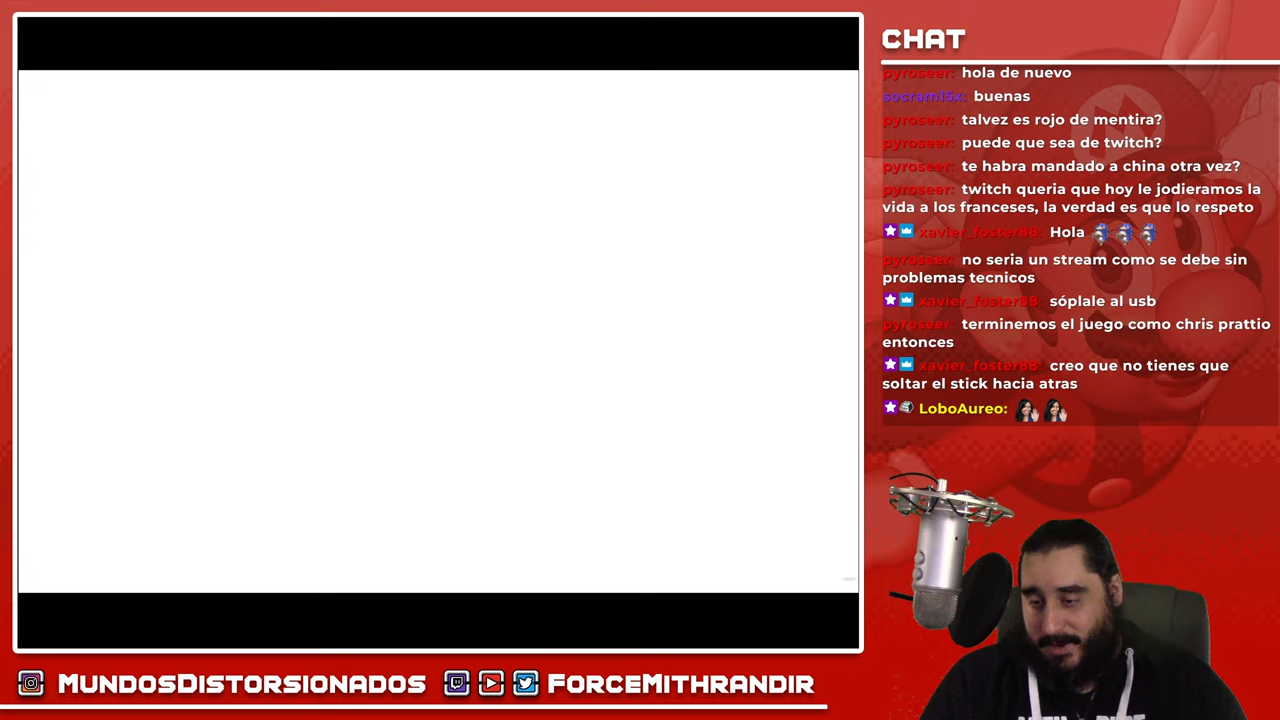 CHAT
pyroseer: hola de nuevo
socram15x: buenas
pyroseer: talvez es rojo de mentira?
pyroseer: puede que sea de twitch?
pyroseer: te habra mandado a china otra vez?
pyroseer: twitch queria que hoy le jodieramos la
vida a los franceses, la verdad es que lo respeto
xavier_foster88: Hola
pyroseer: no seria un stream como se debe sin
problemas tecnicos
xavier_foster88: sóplale al usb
pyroseer: terminemos el juego como chris prattio
entonces
xavier_foster88: creo que no tienes que
soltar el stick hacia atras
LoboAureo:
MUNDOSDISTORSIONADOS
FORCEMITHRANDIR